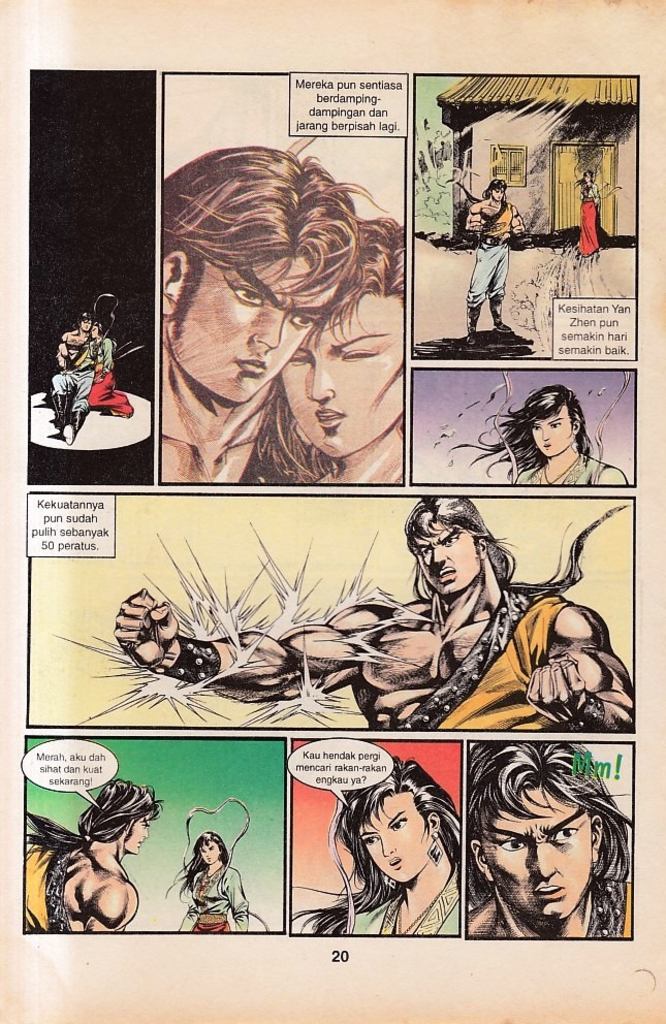 Mereka pun sentiasa
berdamping-
dampingan dan
jarang berpisah lagi.
Kesihatan Yan
Zhen pun
semakin hari
semakin baik.
Kekuatannya
pun sudah
pulih sebanyak
50 peratus.
Merah, aku dah
sihat dan kuat
sekarang!
Kau hendak pergi
mencari rakan-rakan
engkau ya?
Mm!
20